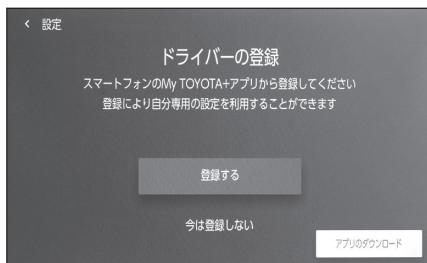 < 設定
ドライバーの登録
スマートフォンのMy TOYOTA+アプリから登録してください
登録により自分専用の設定を利用することができます
登録する
今は登録しない
アプリのダウンロード